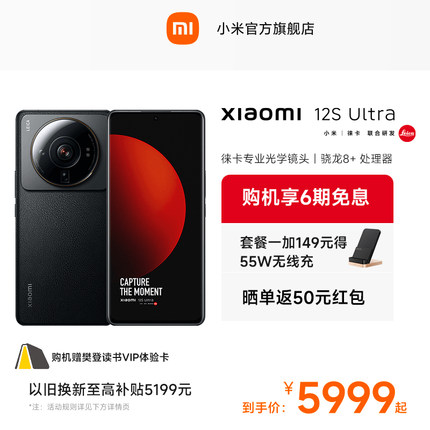 小米官方旗舰店
xiaomi 12S Ultra
小米 | 徕卡 联合研发 Leica
徕卡专业光学镜头 | 骁龙8+ 处理器
购机享6期免息
套餐一加149元得
55W无线充
晒单返50元红包
CAPTURE
THE MOMENT
xiaomi 12S Ultra
xiaomi
购机赠樊登读书VIP体验卡
以旧换新至高补贴5199元
*注：活动规则详见下方详情页
到手价：¥5999起